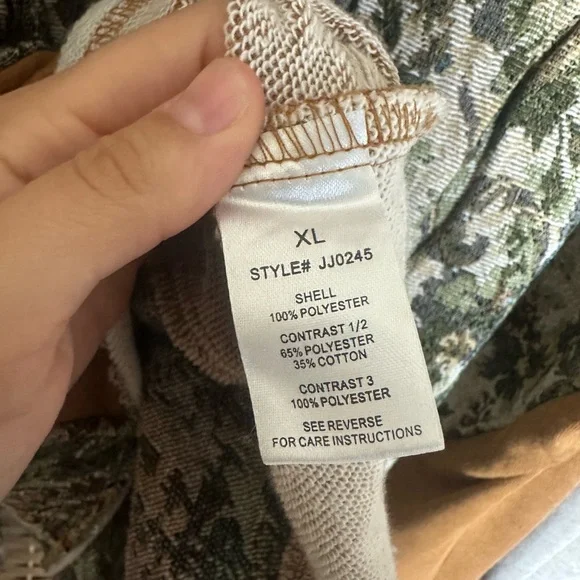 XL
STYLE# JJ0245
SHELL
100% POLYESTER
CONTRAST 1/2
65% POLYESTER
35% COTTON
CONTRAST 3
100% POLYESTER
SEE REVERSE
FOR CARE INSTRUCTIONS